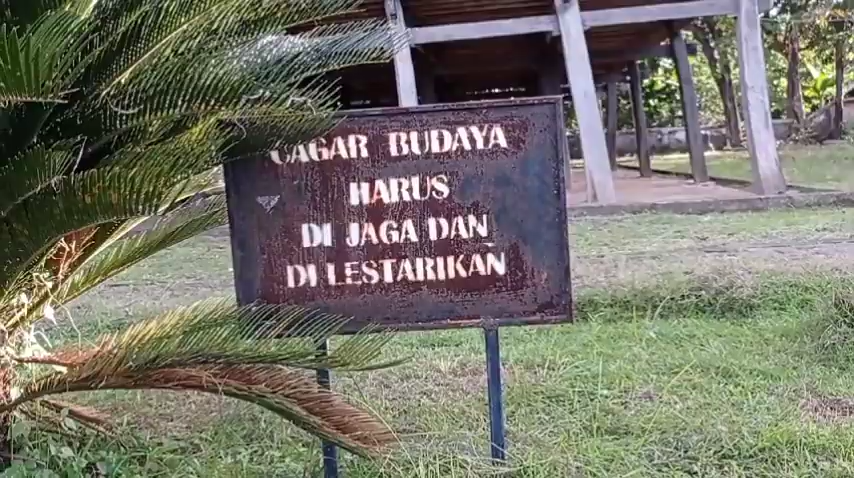 CAGAR BUDAYA
HARUS
DI JAGA DAN
DI LESTARIKAN